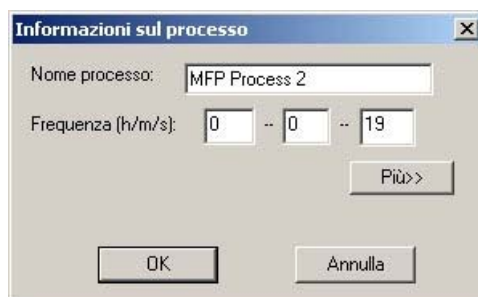 Informazioni sul processo
Nome processo: MFP Process 2
Frequenza (h/m/s): 0 -- 0 -- 19
Più>>
OK Annulla